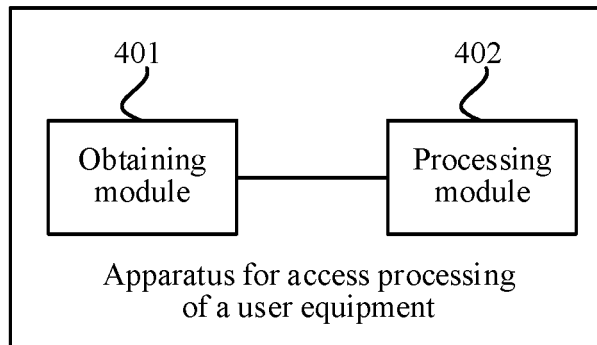 401 402
Obtaining Processing
module module
Apparatus for access processing
of a user equipment